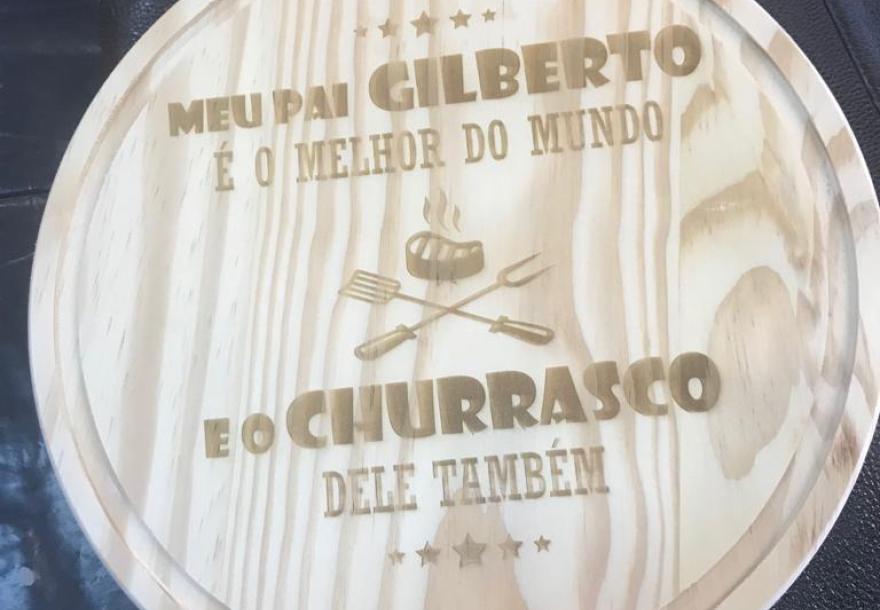 MEU PAI GILBERTO
É O MELHOR DO MUNDO
E O CHURRASCO
DELE TAMBÉM